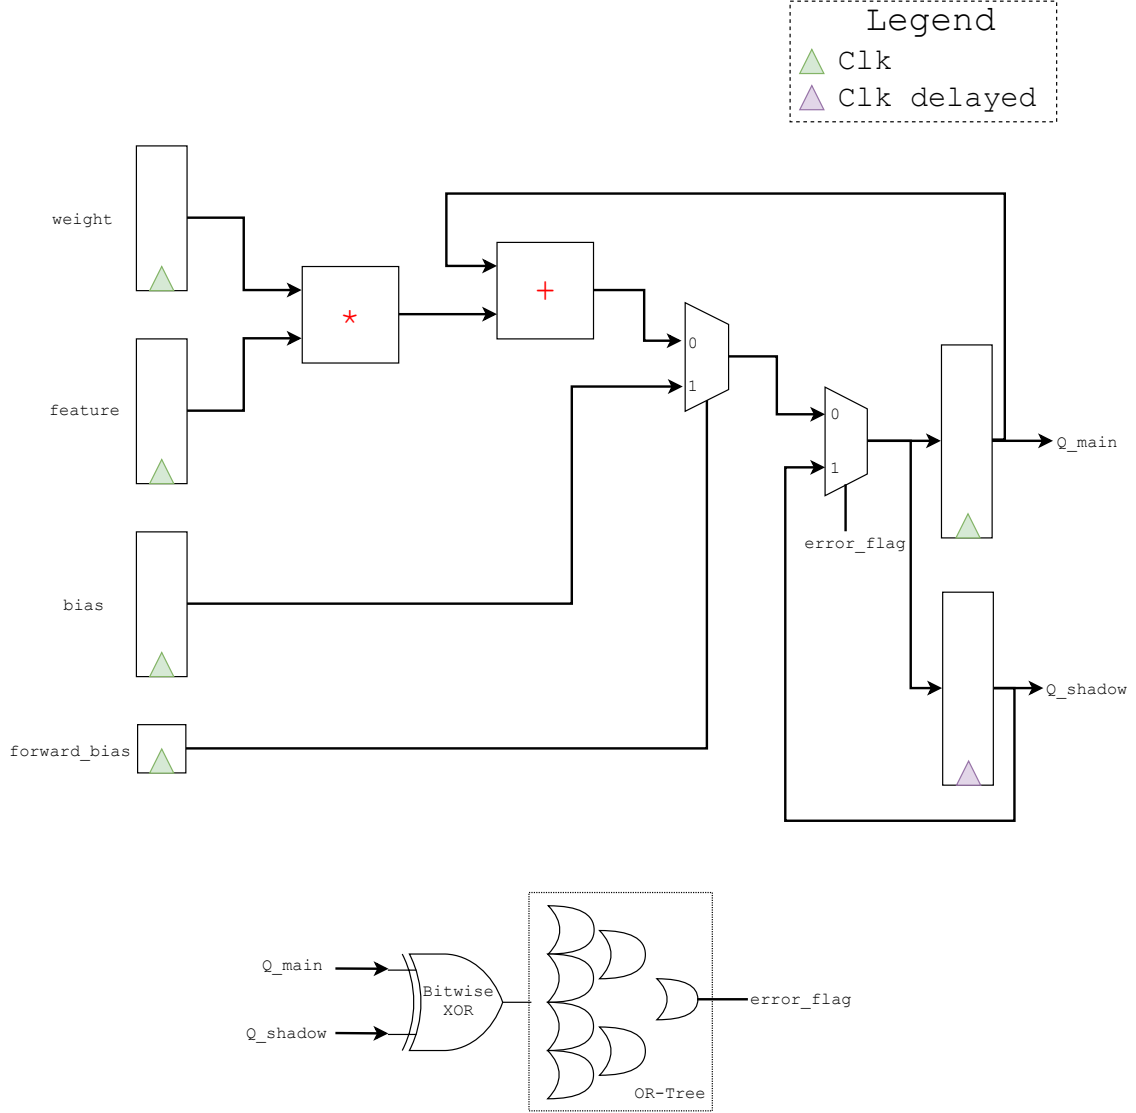 Legend
Clk
Clk delayed
weight
*
+
0
1
feature
0
1
Q_main
error_flag
bias
Q_shadow
forward_bias
Q_main
Bitwise
XOR
Q_shadow
error_flag
OR-Tree